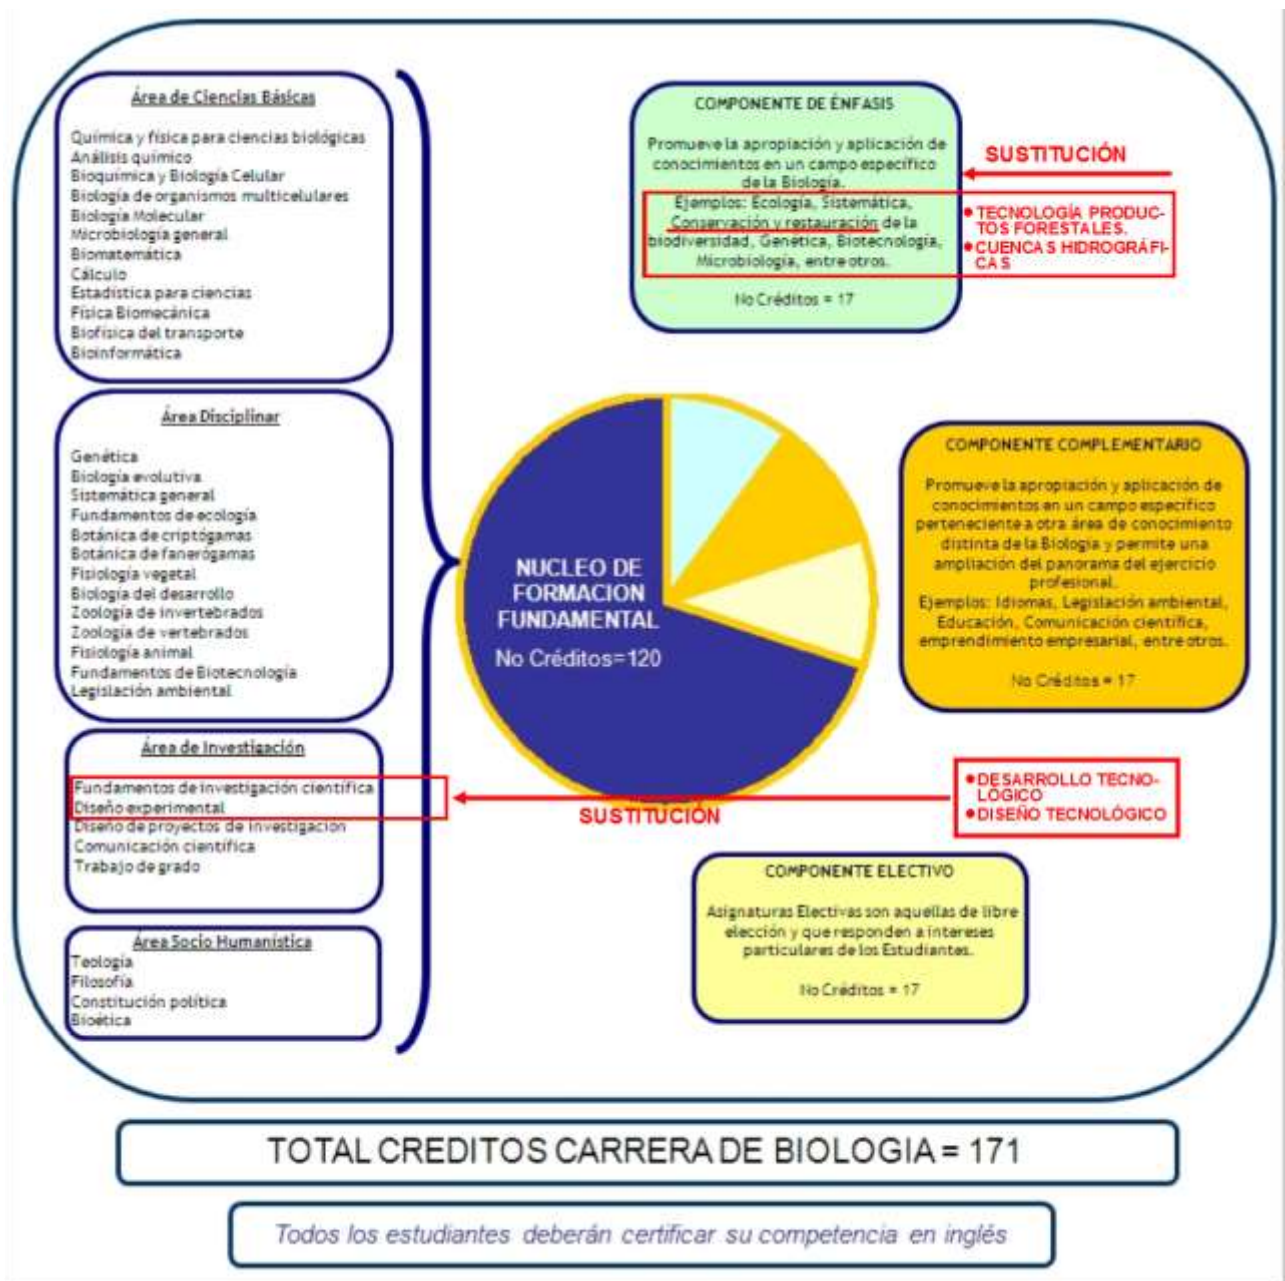 Área de Ciencias Básicas
Química y física para ciencias biológicas
Análisis químico
Bioquímica y Biología Celular
Biología de organismos multicelulares
Biología Molecular
Microbiología general
Biomatemática
Cálculo
Estadística para ciencias
Física Biomecánica
Biofísica del transporte
Bioinformática
Área Disciplinar
Genética
Biología evolutiva
Sistemática general
Fundamentos de ecología
Botánica de criptógamas
Botánica de fanerógamas
Fisiología vegetal
Biología del desarrollo
Zoología de invertebrados
Zoología de vertebrados
Fisiología animal
Fundamentos de Biotecnología
Legislación ambiental
Área de Investigación
Fundamentos de investigación científica
Diseño experimental
Diseño de proyectos de Investigación
Comunicación científica
Trabajo de grado
Área Socio Humanística
Teología
Filosofía
Constitución política
Bioética
NUCLEO DE
FORMACION
FUNDAMENTAL
No Créditos=120
COMPONENTE DE ÉNFASIS
Promueve la apropiación y aplicación de
conocimientos en un campo específico
de la Biología.
Ejemplos: Ecología, Sistemática,
Conservación y restauración de la
biodiversidad, Genética, Biotecnología,
Microbiología, entre otros.
No Créditos = 17
SUSTITUCIÓN
•TECNOLOGÍA PRODUC-
TOS FORESTALES.
•CUENCAS HIDROGRÁFI-
CAS
COMPONENTE COMPLEMENTARIO
Promueve la apropiación y aplicación de
conocimientos en un campo específico
perteneciente a otra área de conocimiento
distinta de la Biología y permite una
ampliación del panorama del ejercicio
profesional.
Ejemplos: Idiomas, Legislación ambiental,
Educación, Comunicación científica,
emprendimiento empresarial, entre otros.
No Créditos = 17
•DESARROLLO TECNO-
LÓGICO
•DISEÑO TECNOLÓGICO
SUSTITUCIÓN
COMPONENTE ELECTIVO
Asignaturas Electivas son aquellas de libre
elección y que responden a intereses
particulares de los Estudiantes.
No Créditos = 17
TOTAL CREDITOS CARRERA DE BIOLOGIA = 171
Todos los estudiantes deberán certificar su competencia en inglés